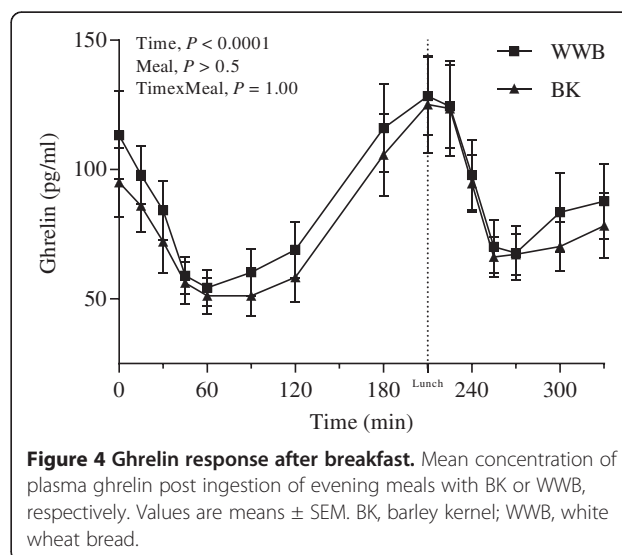 150
Time, P < 0.0001
Meal, P > 0.5
TimexMeal, P = 1.00
WWB
BK
100
50
Ghrelin (pg/ml)
0
60
120
180
Lunch
240
300
Time (min)
Figure 4 Ghrelin response after breakfast. Mean concentration of
plasma ghrelin post ingestion of evening meals with BK or WWB,
respectively. Values are means ± SEM. BK, barley kernel; WWB, white
wheat bread.